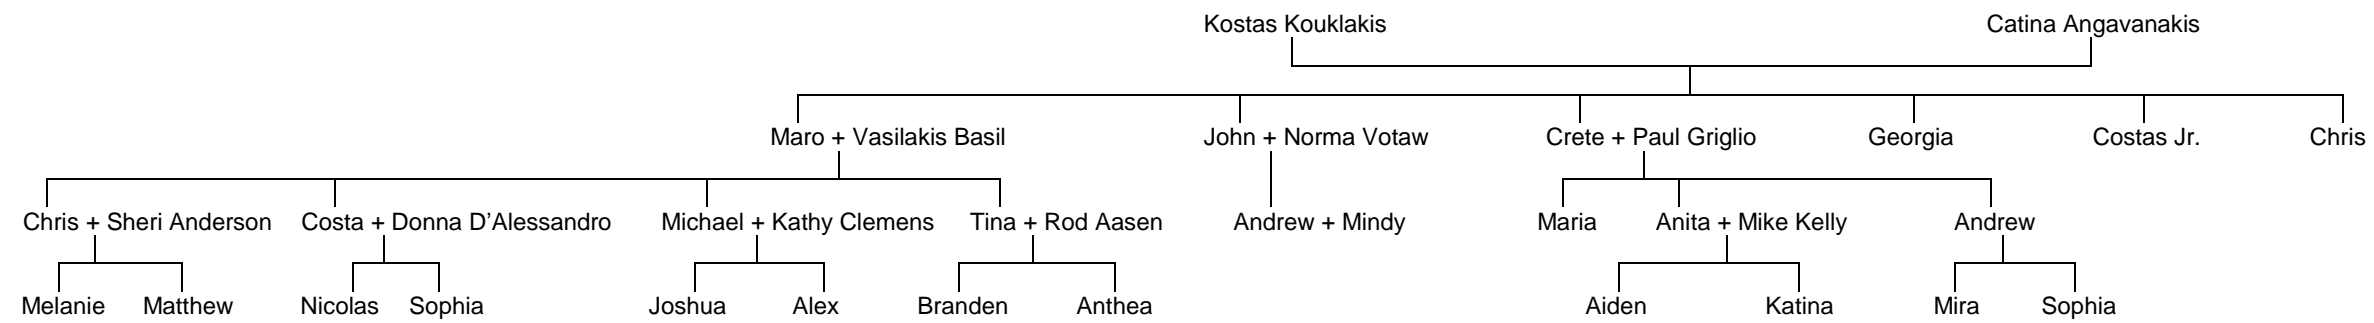 Kostas Kouklakis Catina Angavanakis
Maro + Vasilakis Basil John + Norma Votaw Crete + Paul Griglio Georgia Costas Jr. Chris
Chris + Sheri Anderson Costa + Donna D’Alessandro Michael + Kathy Clemens Tina + Rod Aasen Andrew + Mindy Maria Anita + Mike Kelly Andrew
Melanie Matthew Nicolas Sophia Joshua Alex Branden Anthea Aiden Katina Mira Sophia